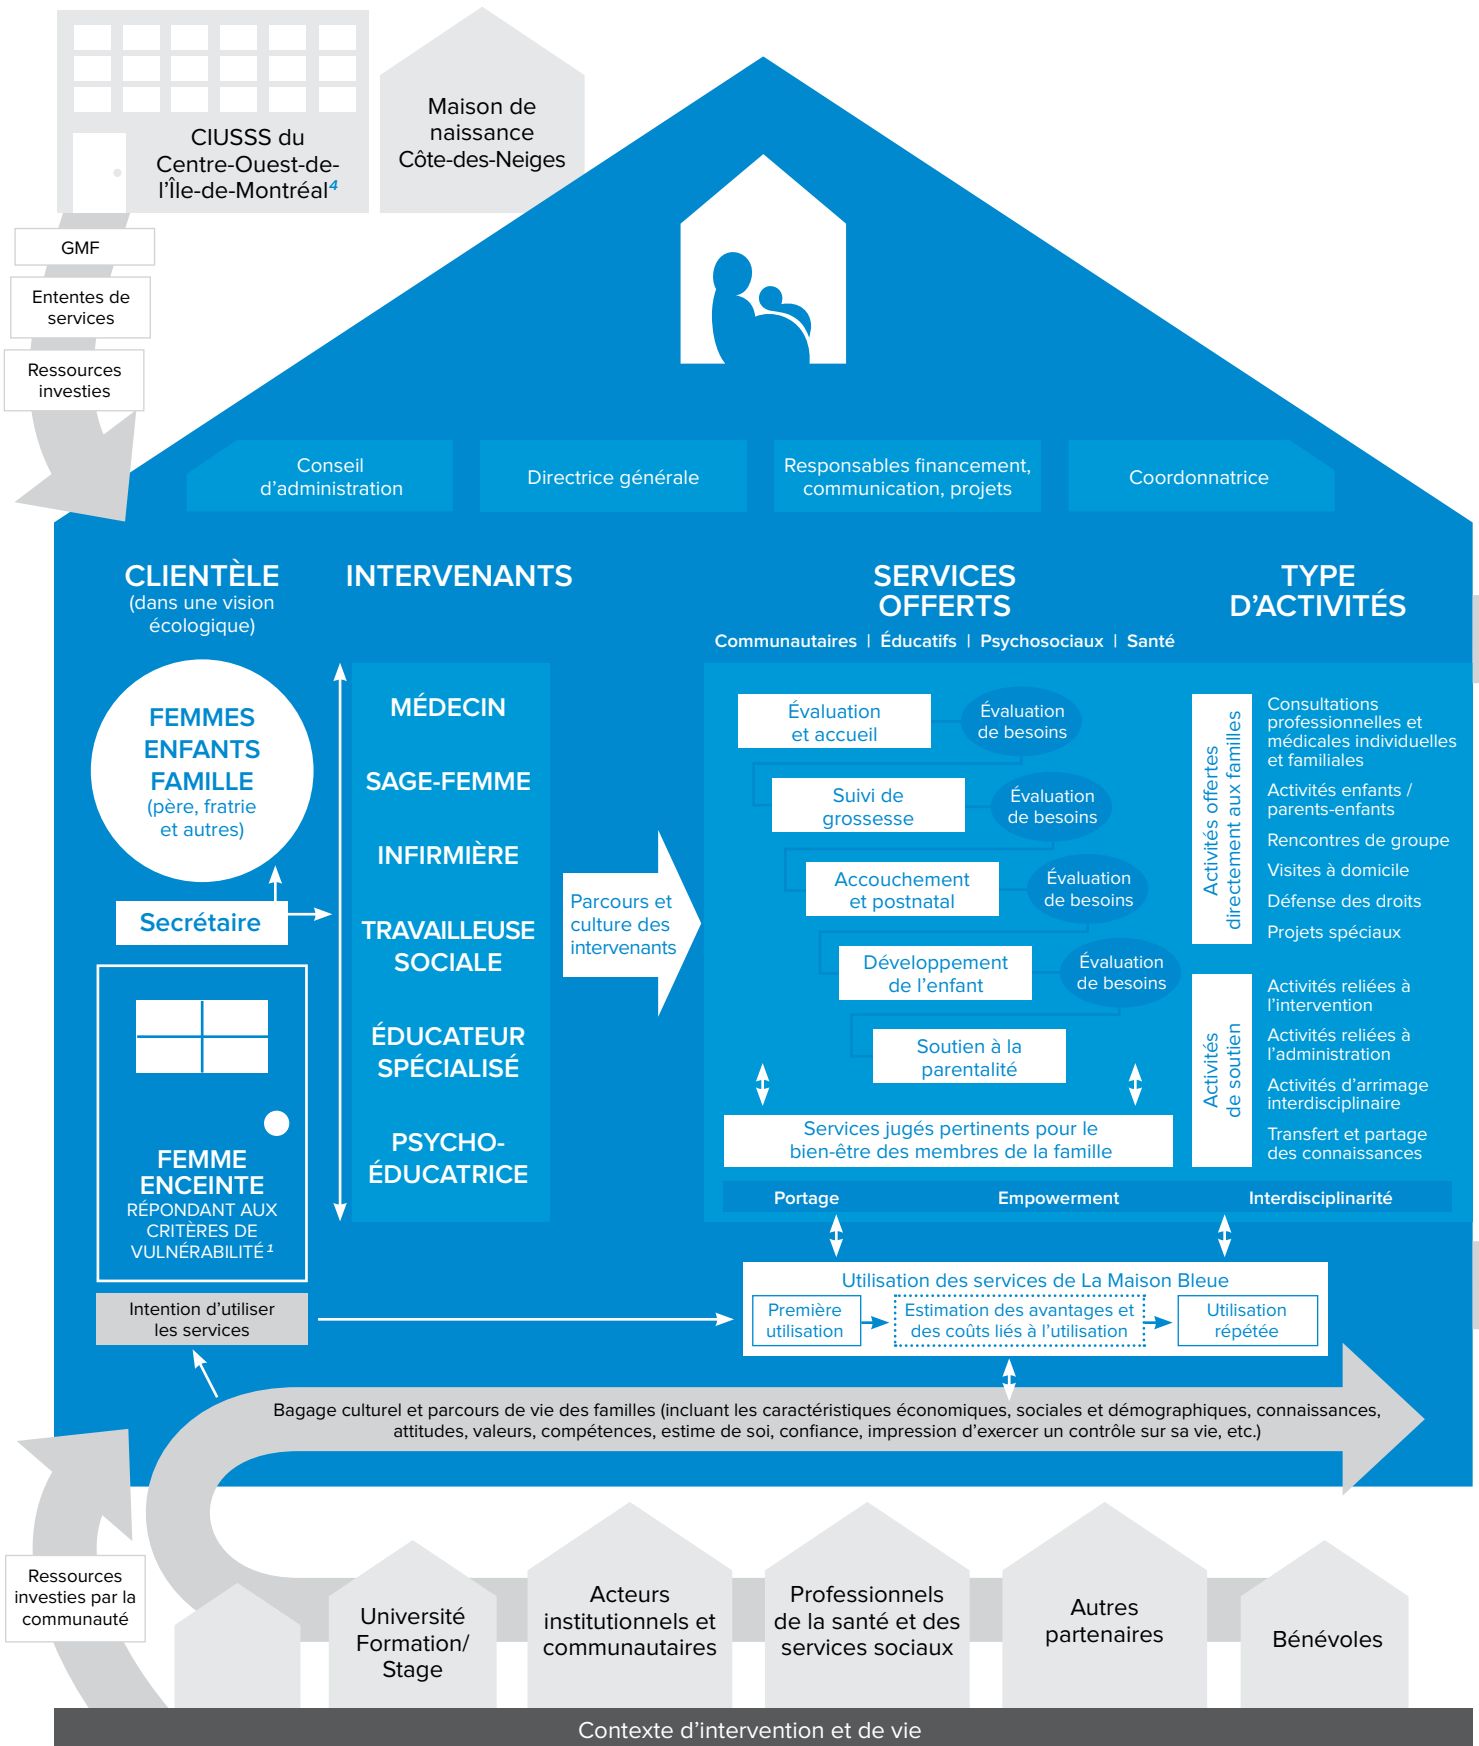 CIUSSS du
Centre-Ouest-de-
l'Île-de-Montréal⁴
Maison de
naissance
Côte-des-Neiges
GMF
Ententes de
services
Ressources
investies
Conseil
d'administration
Directrice générale
Responsables financement,
communication, projets
Coordonnatrice
CLIENTÈLE
(dans une vision
écologique)
FEMMES
ENFANTS
FAMILLE
(père, fratrie
et autres)
Secrétaire
FEMME
ENCEINTE
RÉPONDANT AUX
CRITÈRES DE
VULNÉRABILITÉ¹
Intention d'utiliser
les services
INTERVENANTS
MÉDECIN
SAGE-FEMME
INFIRMIÈRE
TRAVAILLEUSE
SOCIALE
ÉDUCATEUR
SPÉCIALISÉ
PSYCHO-
ÉDUCATRICE
Parcours et
culture des
intervenants
SERVICES
OFFERTS
Communautaires | Éducatifs | Psychosociaux | Santé
Évaluation
et accueil
Évaluation
de besoins
Suivi de
grossesse
Évaluation
de besoins
Accouchement
et postnatal
Évaluation
de besoins
Développement
de l'enfant
Évaluation
de besoins
Soutien à la
parentalité
Services jugés pertinents pour le
bien-être des membres de la famille
TYPE
D'ACTIVITÉS
Activités offertes
directement aux familles
Consultations
professionnelles et
médicales individuelles
et familiales
Activités enfants /
parents-enfants
Rencontres de groupe
Visites à domicile
Défense des droits
Projets spéciaux
Activités
de soutien
Activités reliées à
l'intervention
Activités reliées à
l'administration
Activités d'arrimage
interdisciplinaire
Transfert et partage
des connaissances
Portage
Empowerment
Interdisciplinarité
Utilisation des services de La Maison Bleue
Première
utilisation
Estimation des avantages et
des coûts liés à l'utilisation
Utilisation
répétée
Bagage culturel et parcours de vie des familles (incluant les caractéristiques économiques, sociales et démographiques, connaissances,
attitudes, valeurs, compétences, estime de soi, confiance, impression d'exercer un contrôle sur sa vie, etc.)
Ressources
investies par la
communauté
Université
Formation/
Stage
Acteurs
institutionnels et
communautaires
Professionnels
de la santé et des
services sociaux
Autres
partenaires
Bénévoles
Contexte d'intervention et de vie